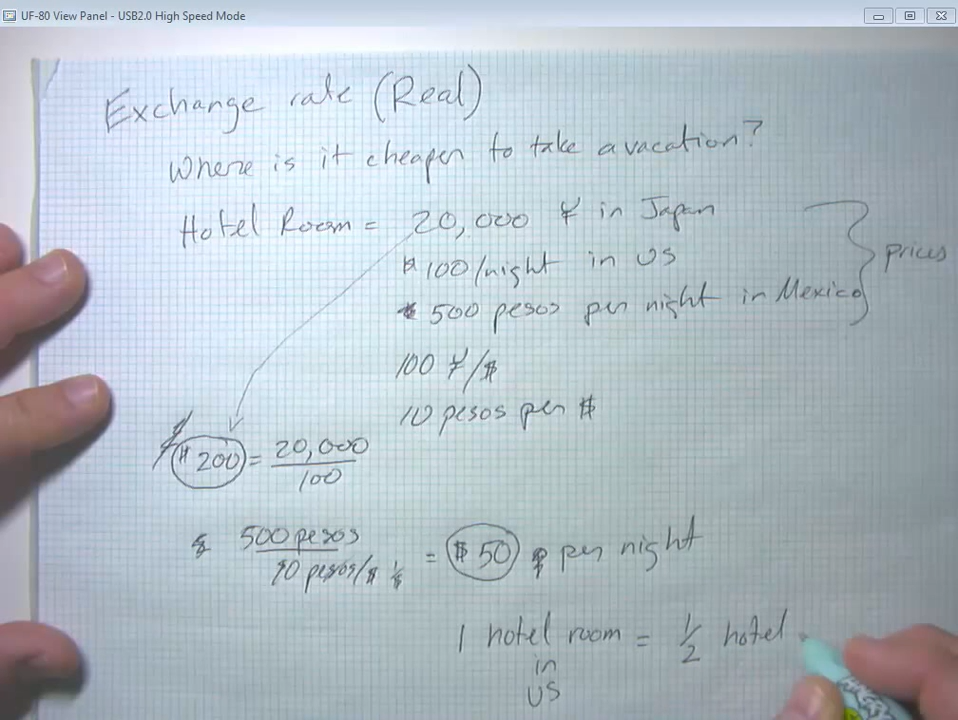 UF-80 View Panel - USB2.0 High Speed Mode
Exchange rate (Real)
Where is it cheaper to take a vacation?
Hotel Room = 20,000 ¥ in Japan
$100/night in US
500 pesos per night in Mexico
prices
100 ¥/$
10 pesos per $
$200 = 20,000
100
500 pesos
10 pesos/$
= $50 per night
1 hotel room = 1/2 hotel
in
US